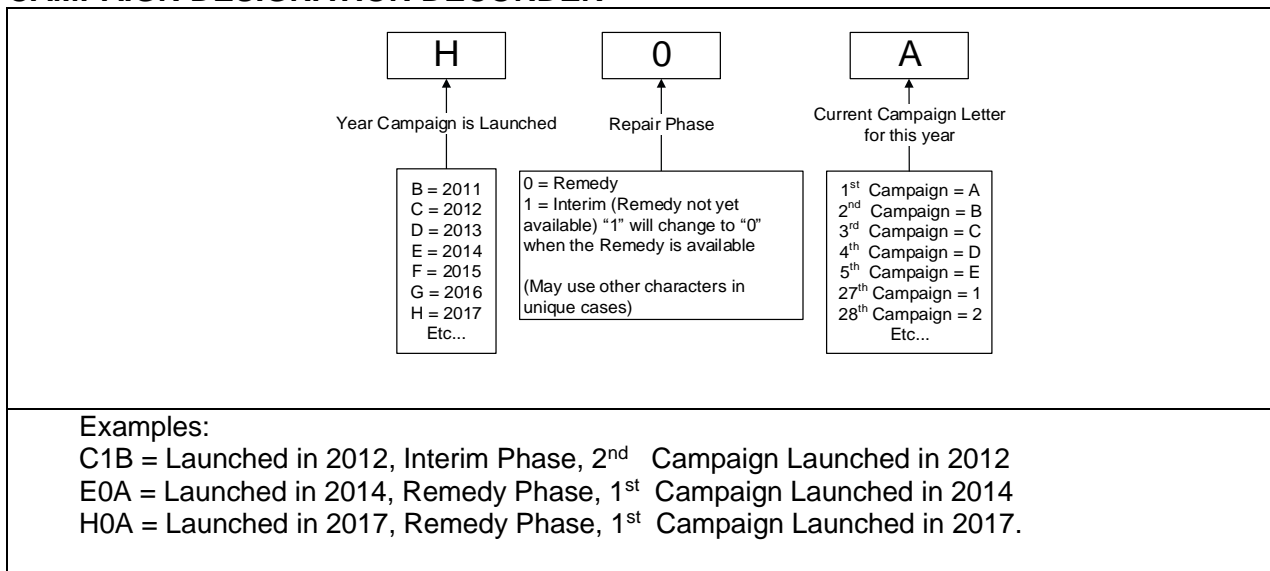 CAMPAIGN DESIGNATION DECORDER
H 0 A
Year Campaign is Launched
Repair Phase
Current Campaign Letter
for this year
B = 2011
C = 2012
D = 2013
E = 2014
F = 2015
G = 2016
H = 2017
Etc...
0 = Remedy
1 = Interim (Remedy not yet
available) “1” will change to “0”
when the Remedy is available
(May use other characters in
unique cases)
1st Campaign = A
2nd Campaign = B
3rd Campaign = C
4th Campaign = D
5th Campaign = E
27th Campaign = 1
28th Campaign = 2
Etc...
Examples:
C1B = Launched in 2012, Interim Phase, 2nd Campaign Launched in 2012
E0A = Launched in 2014, Remedy Phase, 1st Campaign Launched in 2014
H0A = Launched in 2017, Remedy Phase, 1st Campaign Launched in 2017.